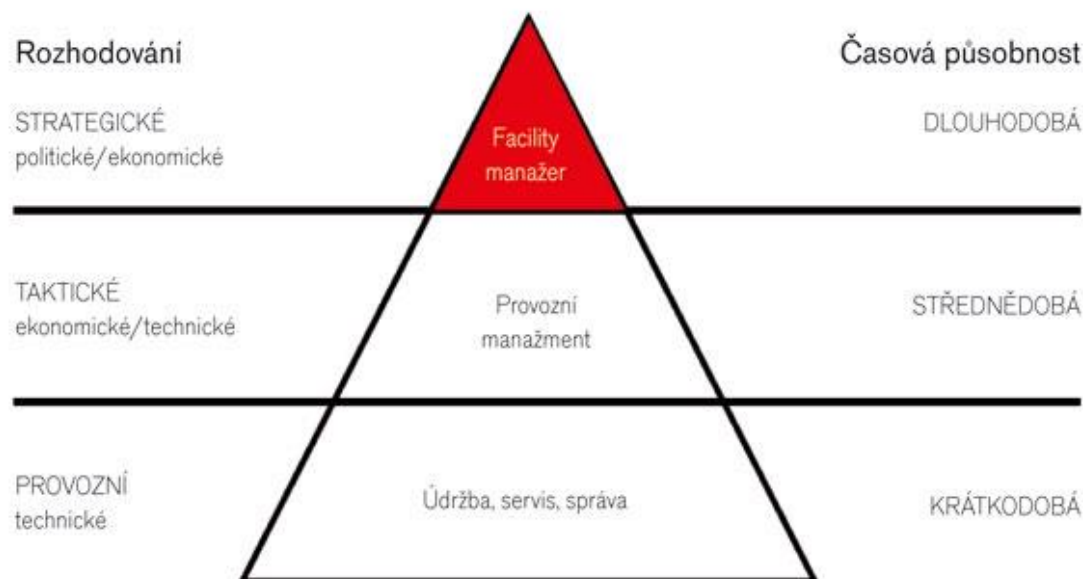 Rozhodování
Časová působnost
STRATEGICKÉ
politické/ekonomické
Facility
manažer
DLOUHODOBÁ
TAKTICKÉ
ekonomické/technické
Provozní
manažment
STŘEDNĚDOBÁ
PROVOZNÍ
technické
Údržba, servis, správa
KRÁTKODOBÁ